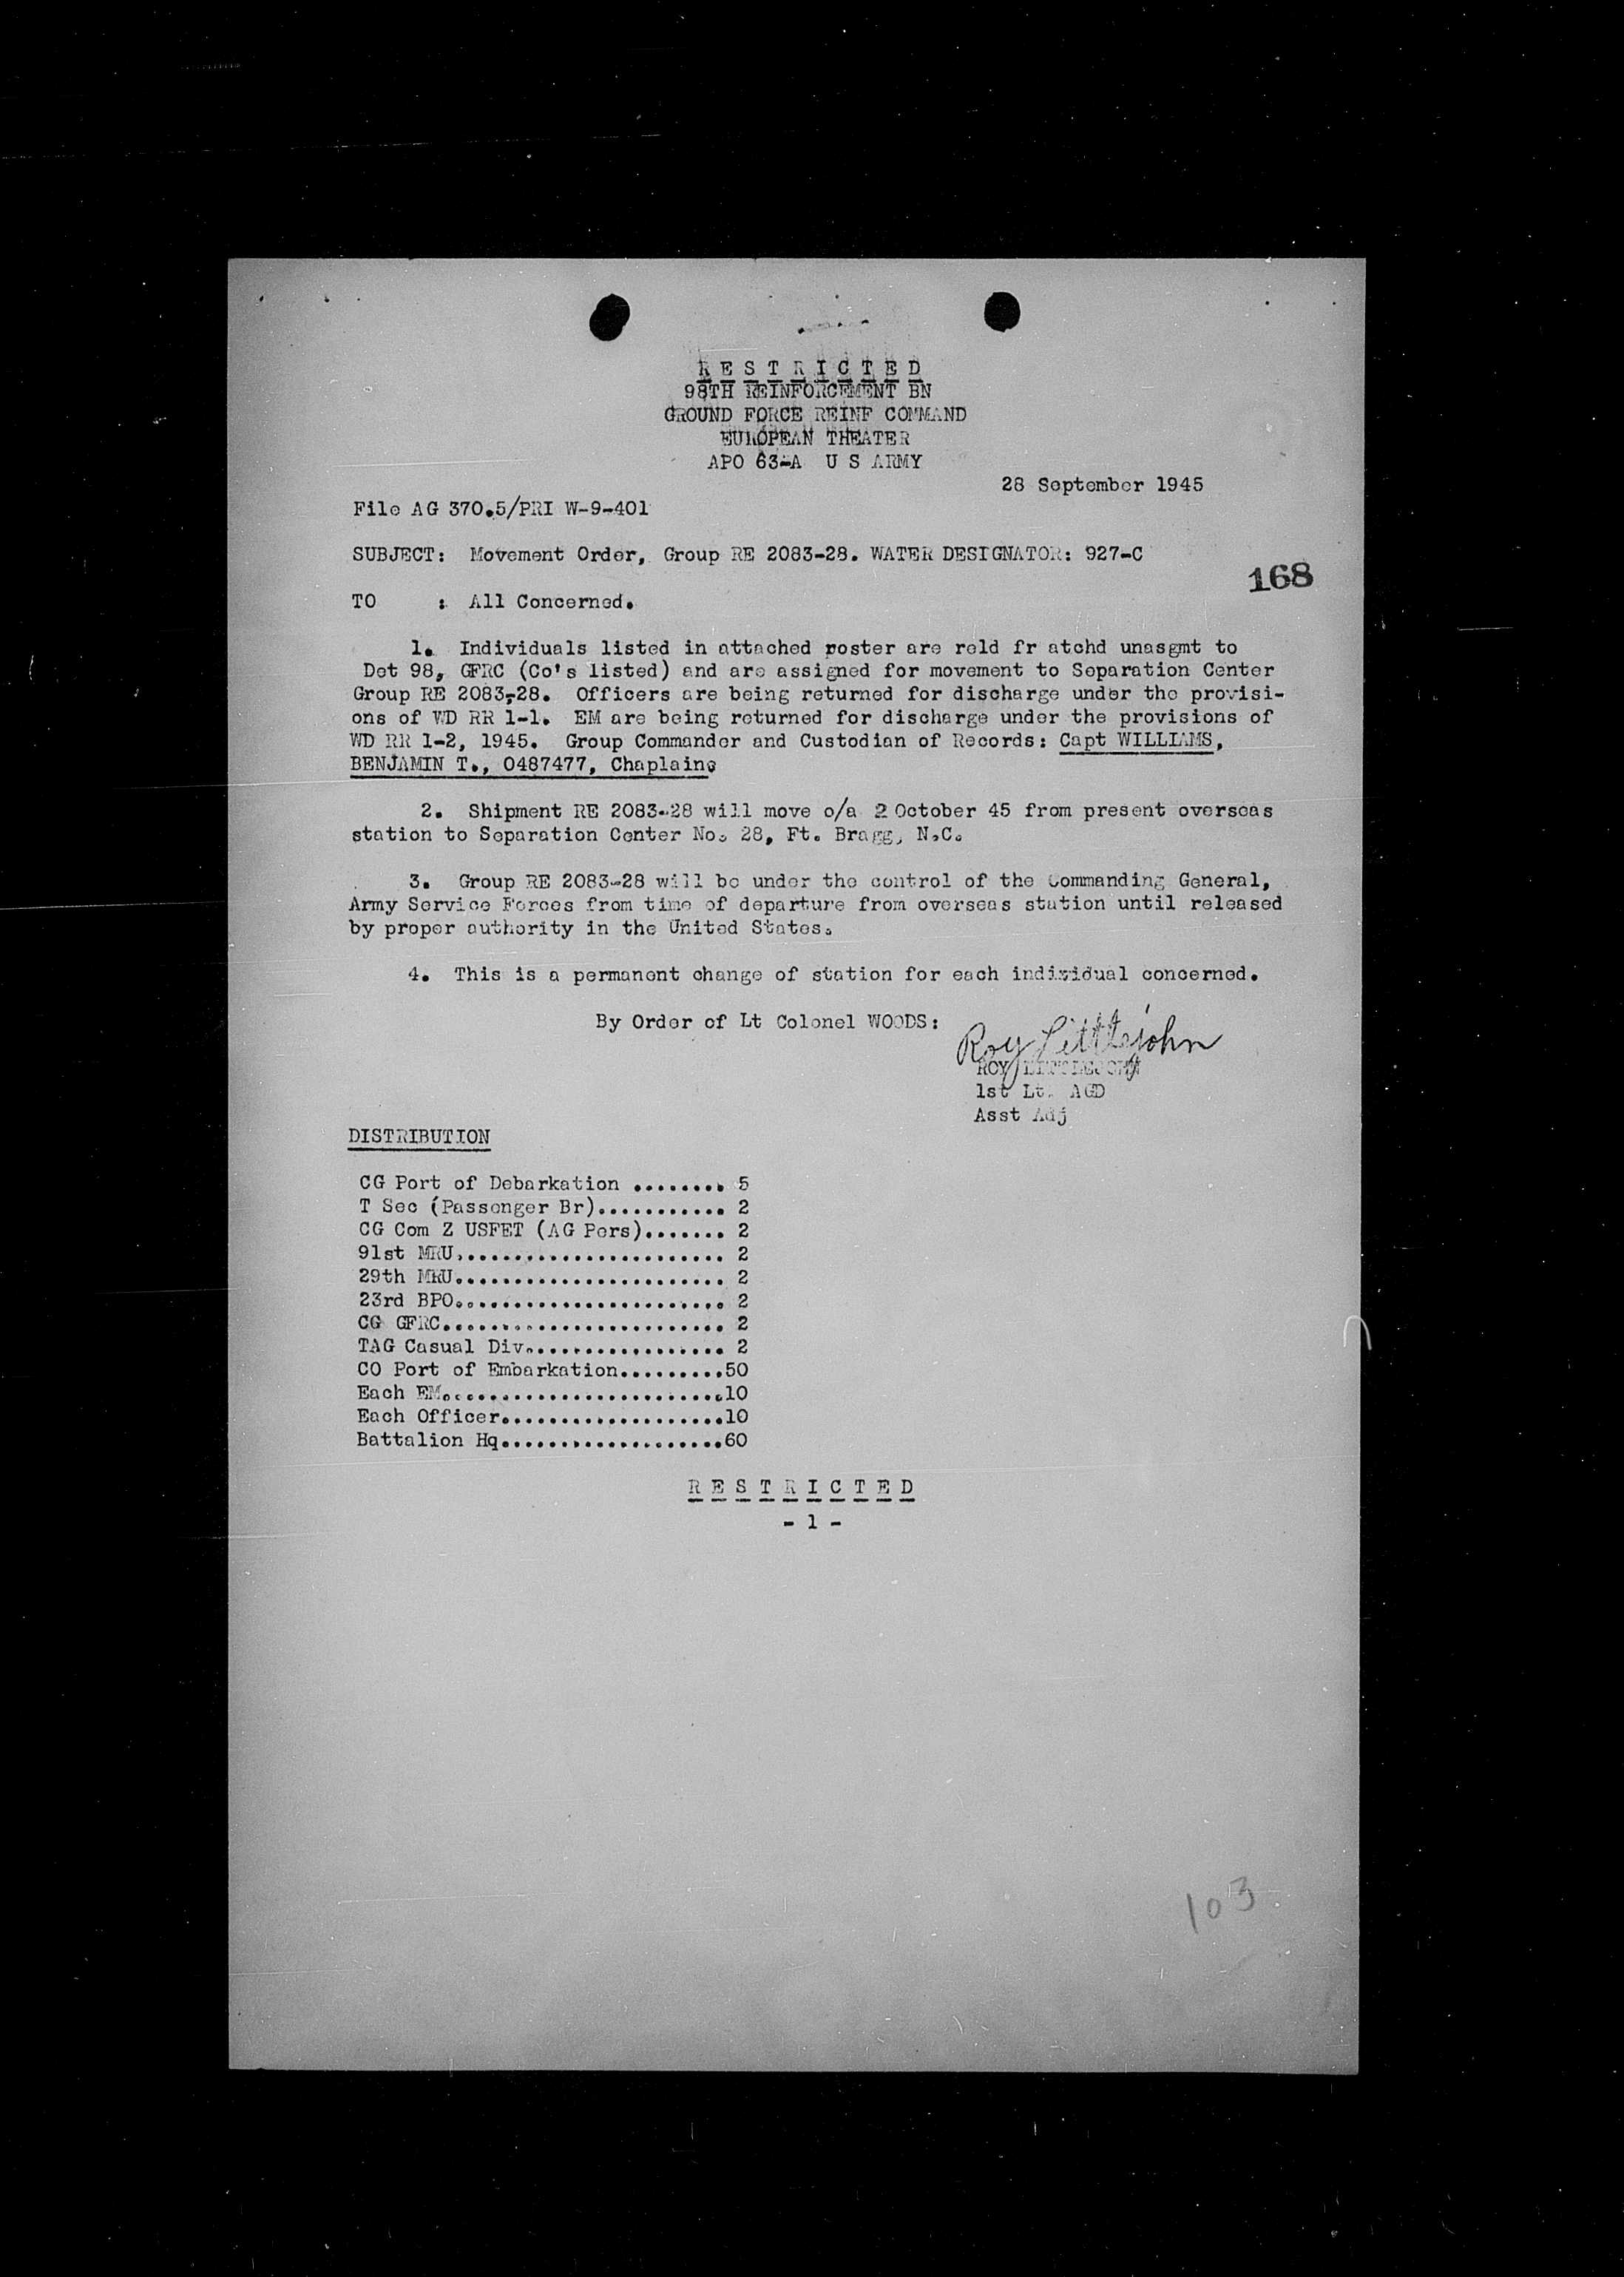 R E S T R I C T E D
98TH REINFORCEMENT BN
GROUND FORCE REINF COMMAND
EUROPEAN THEATER
APO 63-A U S ARMY
28 September 1945
File AG 370.5/PRI W-9-401
SUBJECT: Movement Order, Group RE 2083-28. WATER DESIGNATOR: 927-C
168
TO : All Concerned.
1. Individuals listed in attached roster are reld fr atchd unasgmt to
Det 98, GFRC (Co's listed) and are assigned for movement to Separation Center
Group RE 2083-28. Officers are being returned for discharge under the provisi-
ons of WD RR 1-1. EM are being returned for discharge under the provisions of
WD RR 1-2, 1945. Group Commander and Custodian of Records: Capt WILLIAMS,
BENJAMIN T., 0487477, Chaplains
2. Shipment RE 2083-28 will move o/a 2 October 45 from present overseas
station to Separation Center No. 28, Ft. Bragg, N.C.
3. Group RE 2083-28 will be under the control of the Commanding General,
Army Service Forces from time of departure from overseas station until released
by proper authority in the United States.
4. This is a permanent change of station for each individual concerned.
By Order of Lt Colonel WOODS:
Roy Littlejohn
ROY LITTLEJOHN
1st Lt. AGD
Asst Adj
DISTRIBUTION
CG Port of Debarkation ........ 5
T Sec (Passenger Br)........... 2
CG Com Z USFET (AG Pers)....... 2
91st MRU....................... 2
29th MRU....................... 2
23rd BPO....................... 2
CG GFRC........................ 2
TAG Casual Div................. 2
CO Port of Embarkation.........50
Each EM........................10
Each Officer...................10
Battalion Hq...................60
R E S T R I C T E D
- 1 -
103